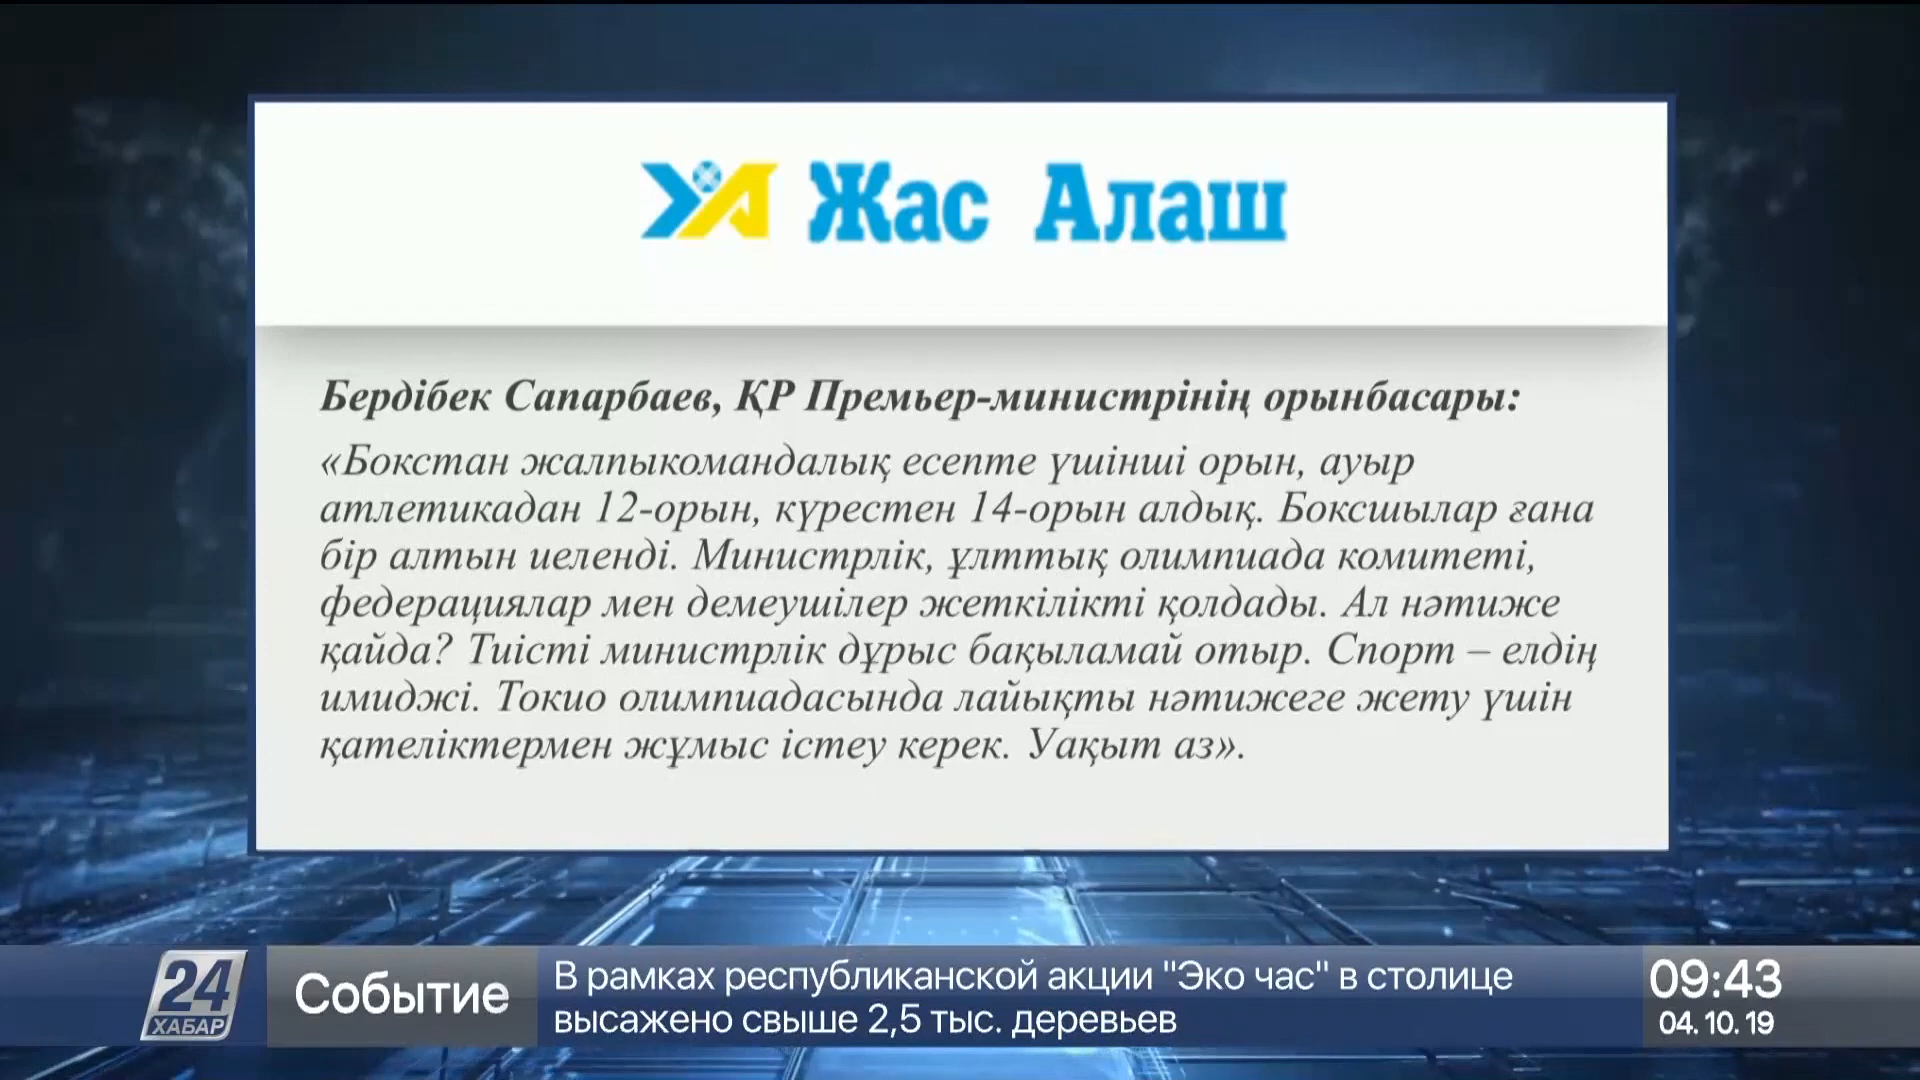 Жас Алаш
Бердібек Сапарбаев, ҚР Премьер-министрінің орынбасары:
«Бокстан жалпыкомандалық есепте үшінші орын, ауыр
атлетикадан 12-орын, күрестен 14-орын алдық. Боксшылар ғана
бір алтын иеленді. Министрлік, ұлттық олимпиада комитеті,
федерациялар мен демеушілер жеткілікті қолдады. Ал нәтиже
қайда? Тиісті министрлік дұрыс бақыламай отыр. Спорт – елдің
имиджі. Токио олимпиадасында лайықты нәтижеге жету үшін
қателіктермен жұмыс істеу керек. Уақыт аз».
24
ХАБАР
Событие
В рамках республиканской акции "Эко час" в столице
высажено свыше 2,5 тыс. деревьев
09:43
04. 10. 19